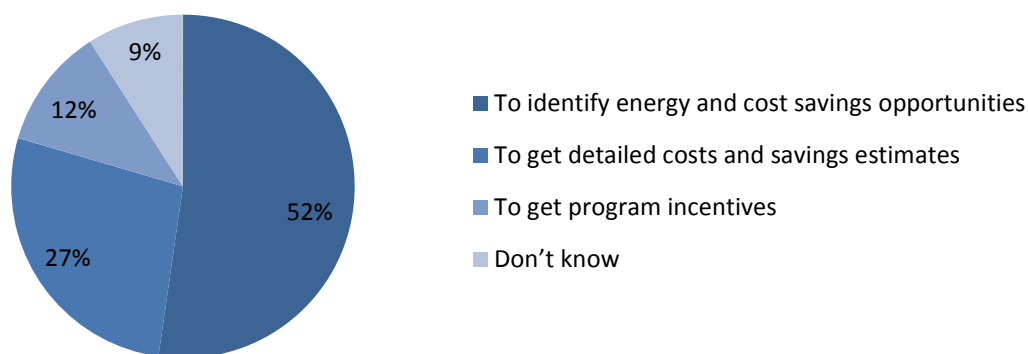 9%
12%
52%
27%
To identify energy and cost savings opportunities
To get detailed costs and savings estimates
To get program incentives
Don’t know